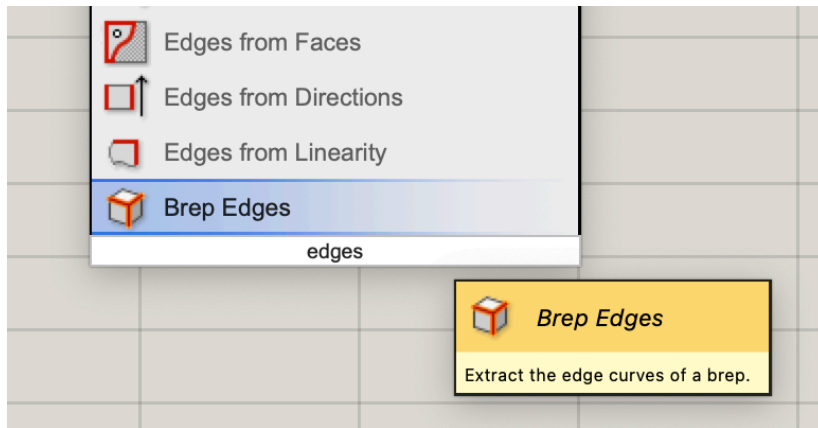 Edges from Faces
Edges from Directions
Edges from Linearity
Brep Edges
edges
Brep Edges
Extract the edge curves of a brep.